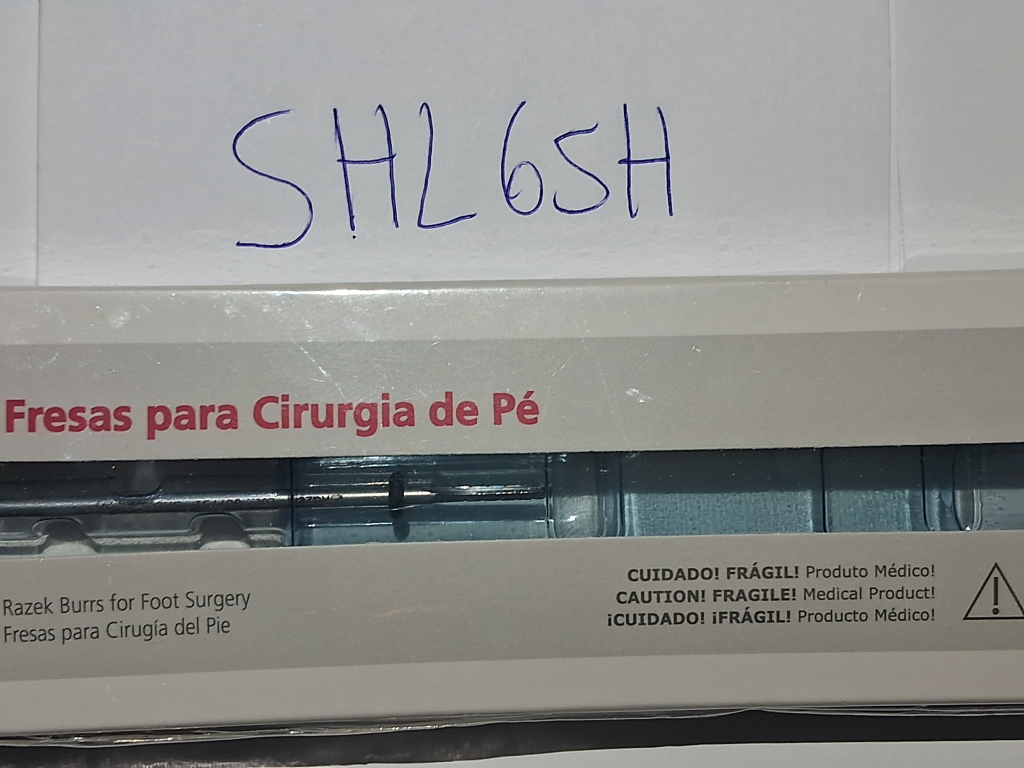 SHL65H
Fresas para Cirurgia de Pé
Razek Burrs for Foot Surgery
Fresas para Cirugía del Pie
CUIDADO! FRÁGIL! Produto Médico!
CAUTION! FRAGILE! Medical Product!
¡CUIDADO! ¡FRÁGIL! Producto Médico!